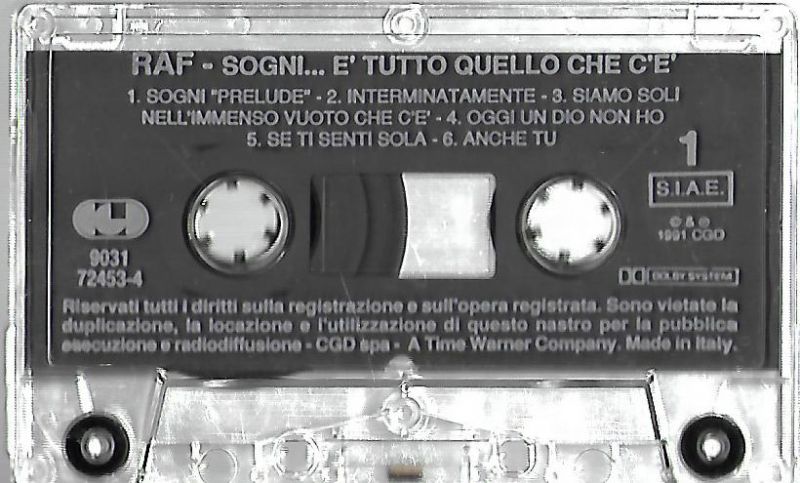 RAF - SOGNI... E' TUTTO QUELLO CHE C'E'
1. SOGNI "PRELUDE" - 2. INTERMINATAMENTE - 3. SIAMO SOLI
NELL'IMMENSO VUOTO CHE C'E' - 4. OGGI UN DIO NON HO
5. SE TI SENTI SOLA - 6. ANCHE TU
1
S.I.A.E.
© & ℗
1991 CGD
9031
72453-4
DOLBY SYSTEM
Riservati tutti i diritti sulla registrazione e sull'opera registrata. Sono vietate la
duplicazione, la locazione e l'utilizzazione di questo nastro per la pubblica
esecuzione e radiodiffusione - CGD spa - A Time Warner Company. Made in Italy.